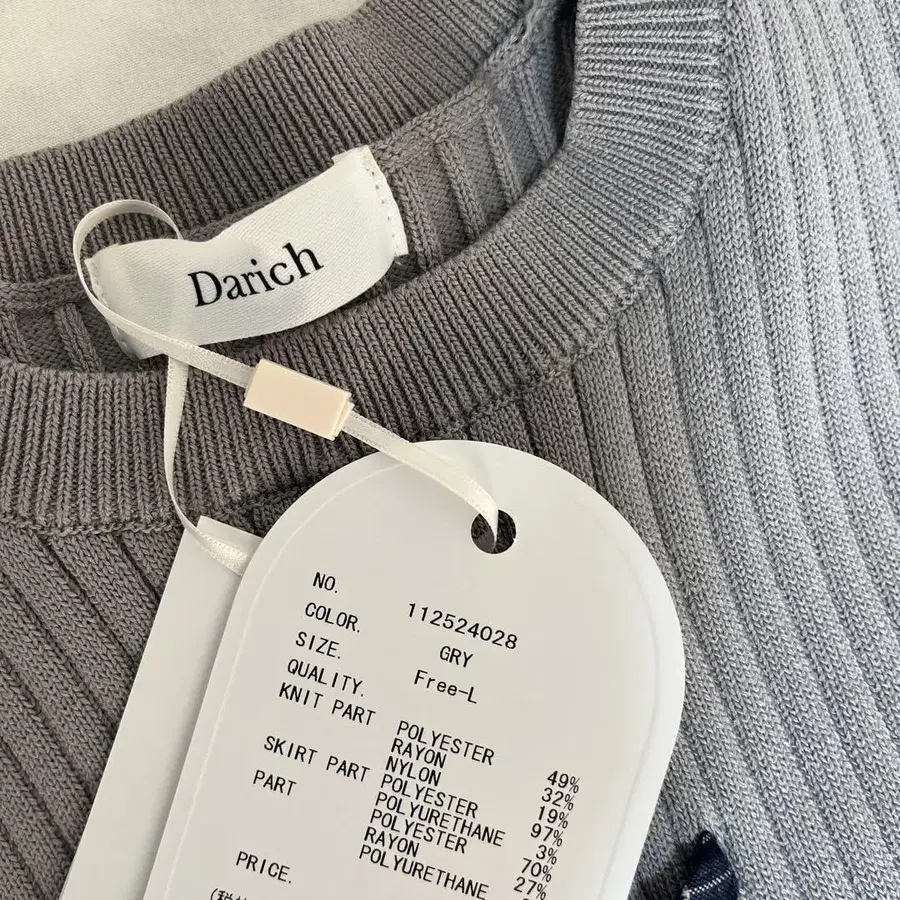 Darich
NO. 112524028
COLOR. GRY
SIZE. Free-L
QUALITY.
KNIT PART POLYESTER 49%
RAYON 32%
NYLON 19%
SKIRT PART POLYESTER 97%
POLYURETHANE 3%
PART POLYESTER 70%
RAYON 27%
POLYURETHANE
PRICE.